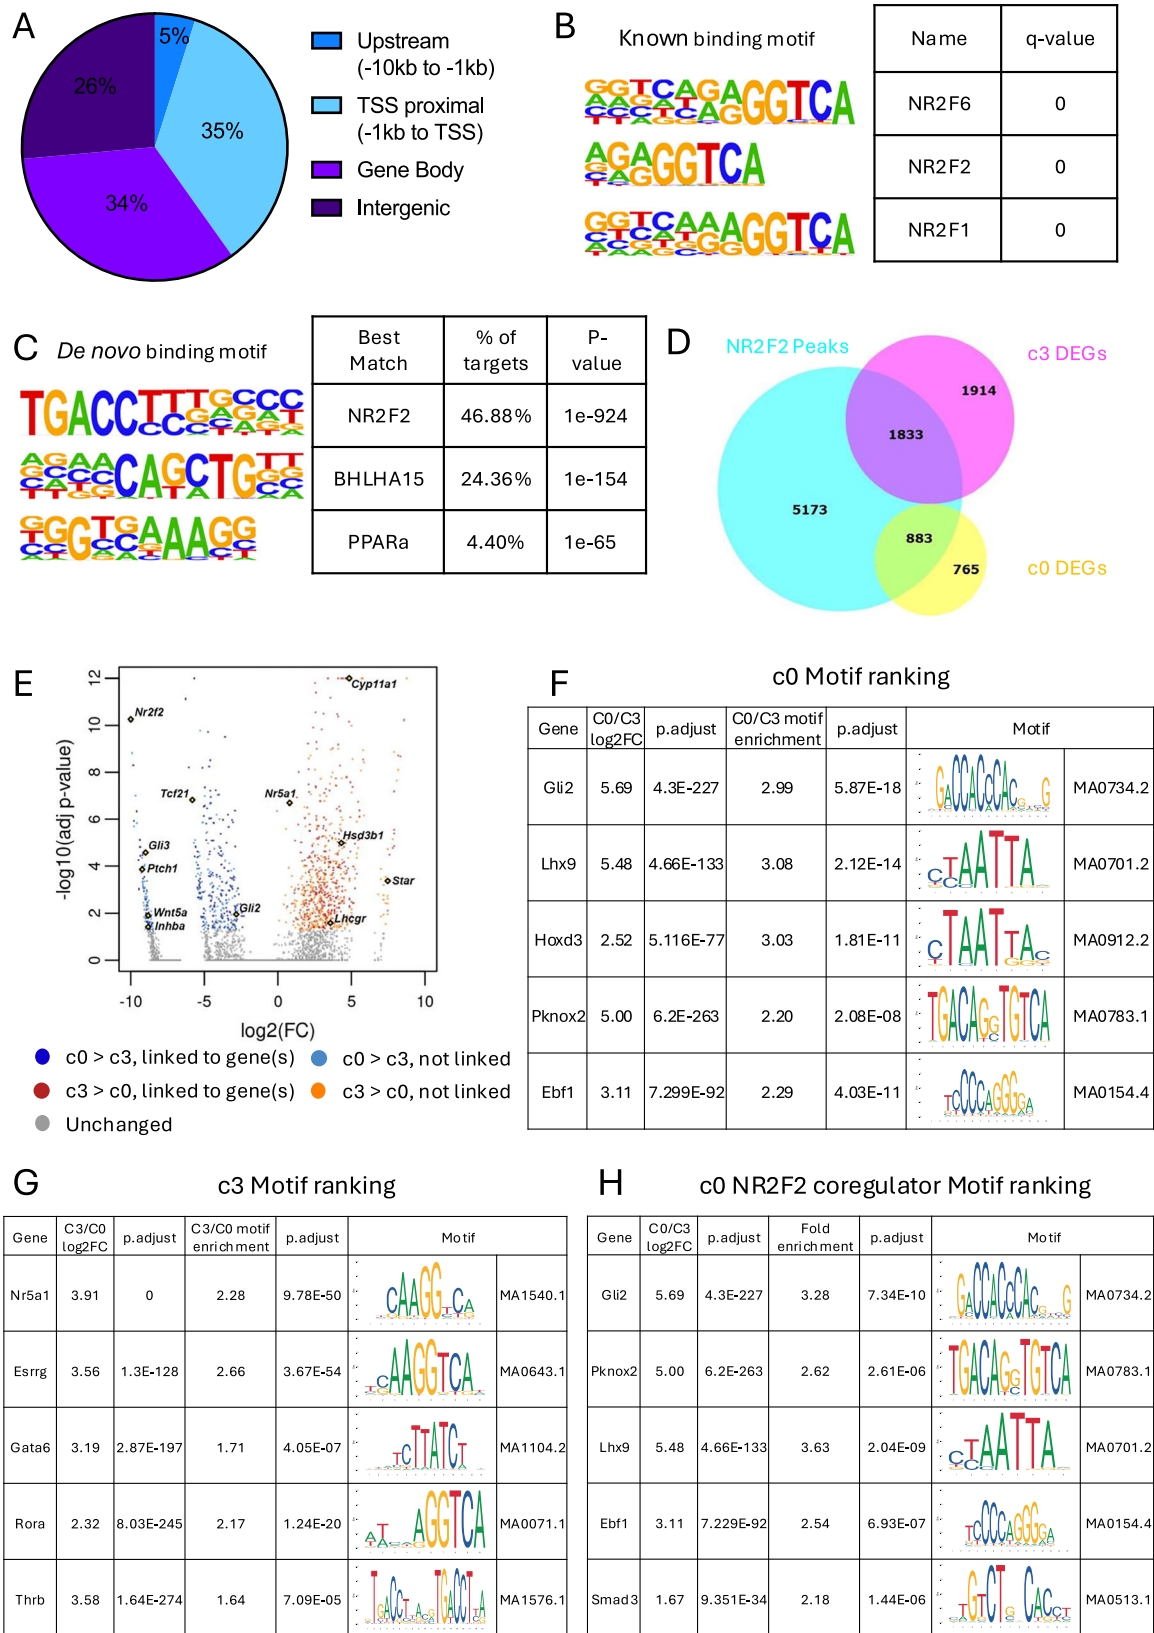 A
5%
26%
35%
34%
Upstream
(-10kb to -1kb)
TSS proximal
(-1kb to TSS)
Gene Body
Intergenic
B
Known binding motif
Name q-value
NR2F6 0
NR2F2 0
NR2F1 0
C
De novo binding motif
Best Match % of targets P-value
NR2F2 46.88% 1e-924
BHLHA15 24.36% 1e-154
PPARa 4.40% 1e-65
D
NR2F2 Peaks
c3 DEGs
1914
1833
5173
883
765
c0 DEGs
E
-log10(adj p-value)
12
10
8
6
4
2
0
Cyp11a1
Nr2f2
Tcf21
Nr5a1
Gli3
Hsd3b1
Ptch1
Star
Wnt5a
Gli2
Inhba
Lhcgr
-10 -5 0 5 10
log2(FC)
c0 > c3, linked to gene(s)
c0 > c3, not linked
c3 > c0, linked to gene(s)
c3 > c0, not linked
Unchanged
F
c0 Motif ranking
Gene C0/C3 log2FC p.adjust C0/C3 motif enrichment p.adjust Motif
Gli2 5.69 4.3E-227 2.99 5.87E-18 MA0734.2
Lhx9 5.48 4.66E-133 3.08 2.12E-14 MA0701.2
Hoxd3 2.52 5.116E-77 3.03 1.81E-11 MA0912.2
Pknox2 5.00 6.2E-263 2.20 2.08E-08 MA0783.1
Ebf1 3.11 7.299E-92 2.29 4.03E-11 MA0154.4
G
c3 Motif ranking
Gene C3/C0 log2FC p.adjust C3/C0 motif enrichment p.adjust Motif
Nr5a1 3.91 0 2.28 9.78E-50 MA1540.1
Esrrg 3.56 1.3E-128 2.66 3.67E-54 MA0643.1
Gata6 3.19 2.87E-197 1.71 4.05E-07 MA1104.2
Rora 2.32 8.03E-245 2.17 1.24E-20 MA0071.1
Thrb 3.58 1.64E-274 1.64 7.09E-05 MA1576.1
H
c0 NR2F2 coregulator Motif ranking
Gene C0/C3 log2FC p.adjust Fold enrichment p.adjust Motif
Gli2 5.69 4.3E-227 3.28 7.34E-10 MA0734.2
Pknox2 5.00 6.2E-263 2.62 2.61E-06 MA0783.1
Lhx9 5.48 4.66E-133 3.63 2.04E-09 MA0701.2
Ebf1 3.11 7.229E-92 2.54 6.93E-07 MA0154.4
Smad3 1.67 9.351E-34 2.18 1.44E-06 MA0513.1